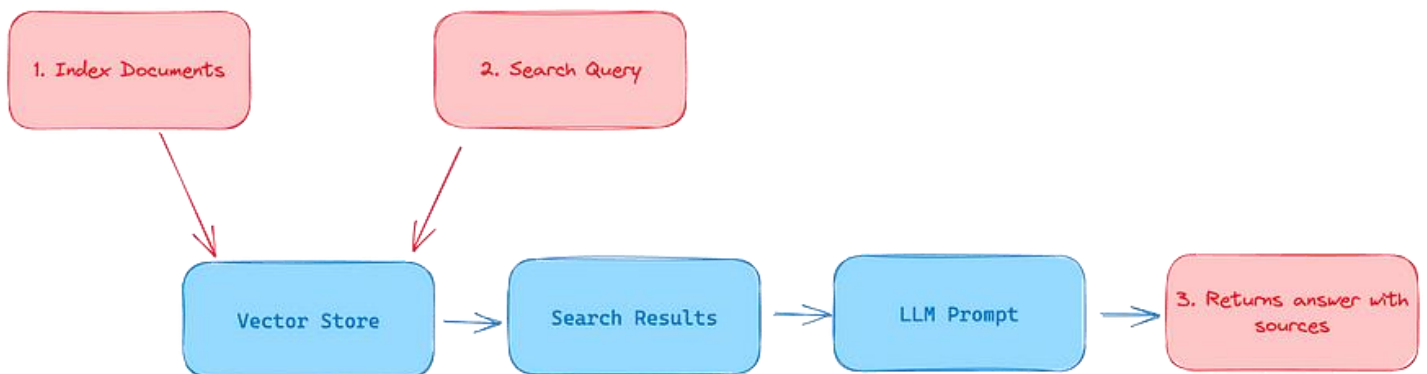 1. Index Documents
2. Search Query
Vector Store
Search Results
LLM Prompt
3. Returns answer with
sources